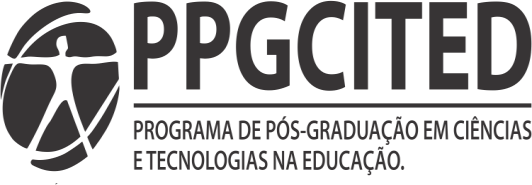 PPGCITED
PROGRAMA DE PÓS-GRADUAÇÃO EM CIÊNCIAS
E TECNOLOGIAS NA EDUCAÇÃO.